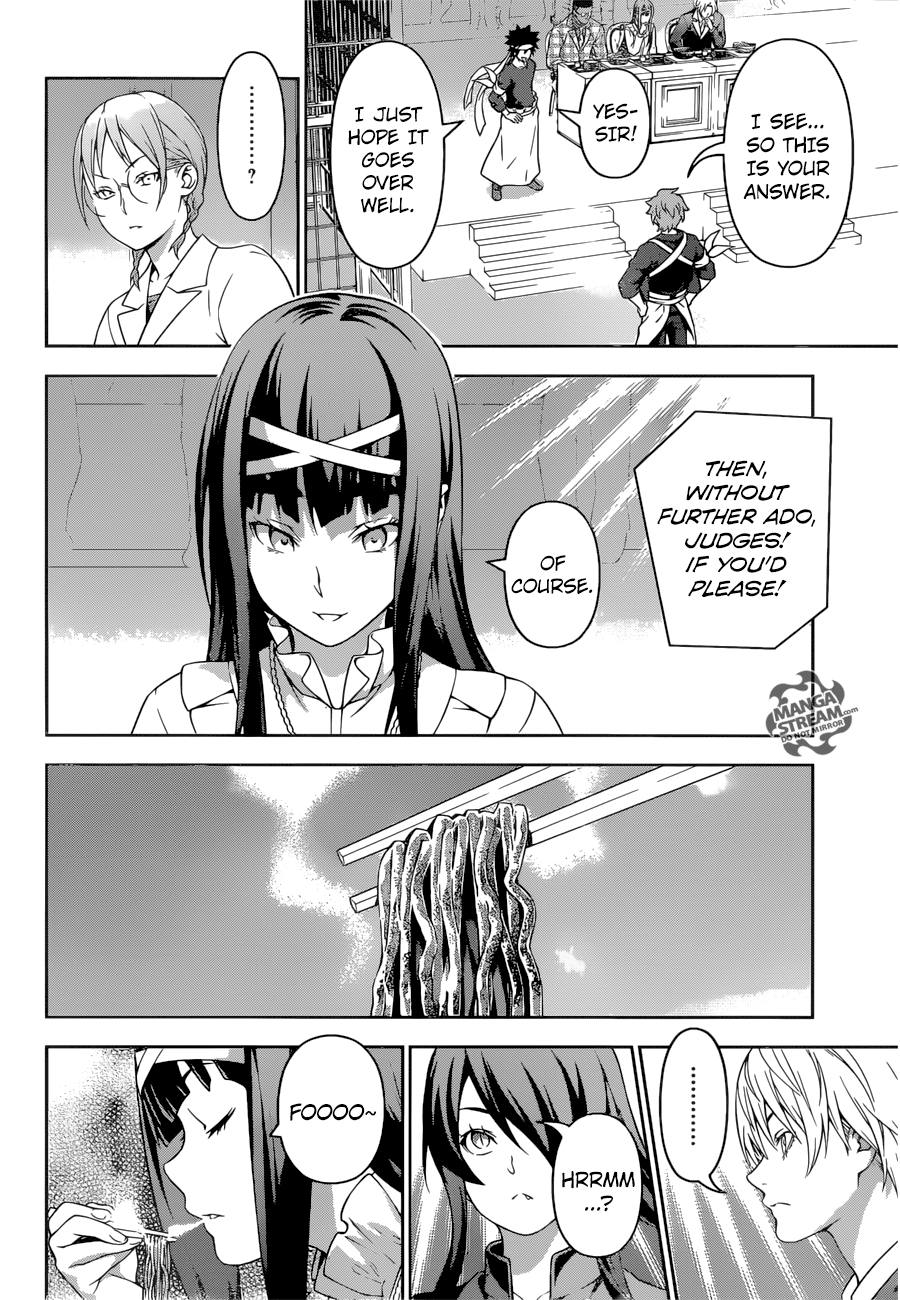 I SEE...
SO THIS
IS YOUR
ANSWER.
YES-
SIR!
I JUST
HOPE IT
GOES
OVER
WELL.
..........?
THEN,
WITHOUT
FURTHER ADO,
JUDGES!
IF YOU'D
PLEASE!
OF
COURSE.
MANGA
STREAM.com
DO NOT MIRROR
..........
HRRMM
...?
FOOOO~